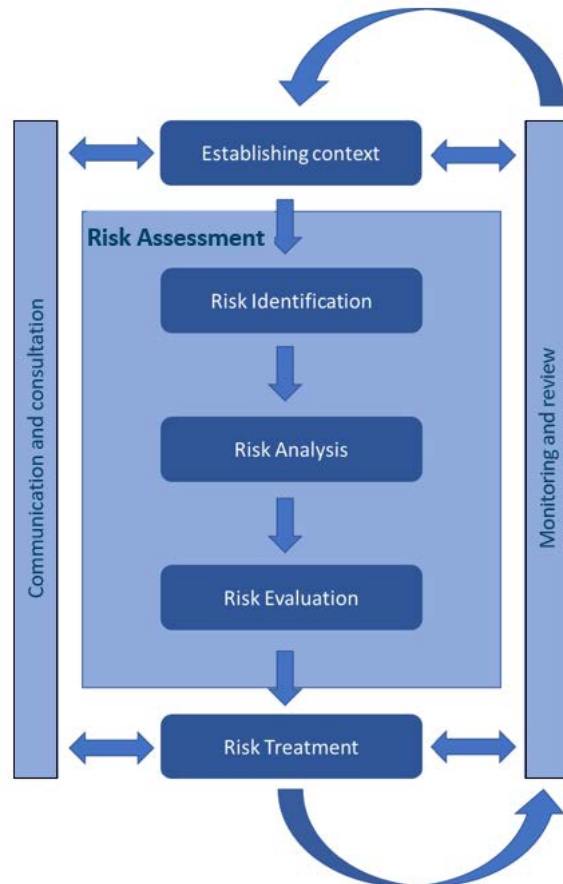 Establishing context
Risk Assessment
Risk Identification
Risk Analysis
Risk Evaluation
Risk Treatment
Communication and consultation
Monitoring and review